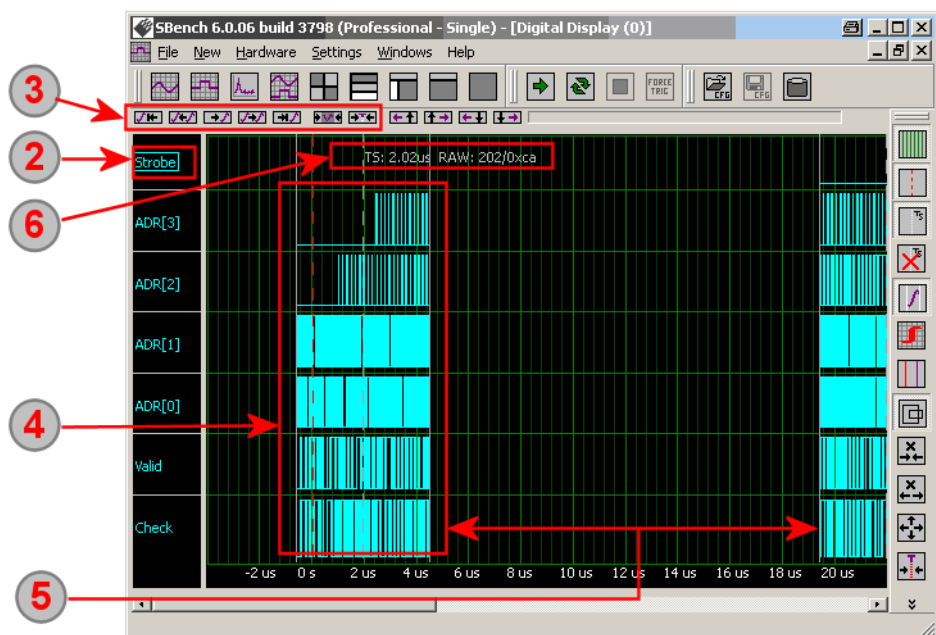 SBench 6.0.06 build 3798 (Professional - Single) - [Digital Display (0)]
File New Hardware Settings Windows Help
FORCE TRIG
CFG
CFG
3
2
Strobe
TS: 2.02us RAW: 202/0xca
6
ADR[3]
TS
ADR[2]
TS
ADR[1]
ADR[0]
4
Valid
Check
-2 us 0 s 2 us 4 us 6 us 8 us 10 us 12 us 14 us 16 us 18 us 20 us
5